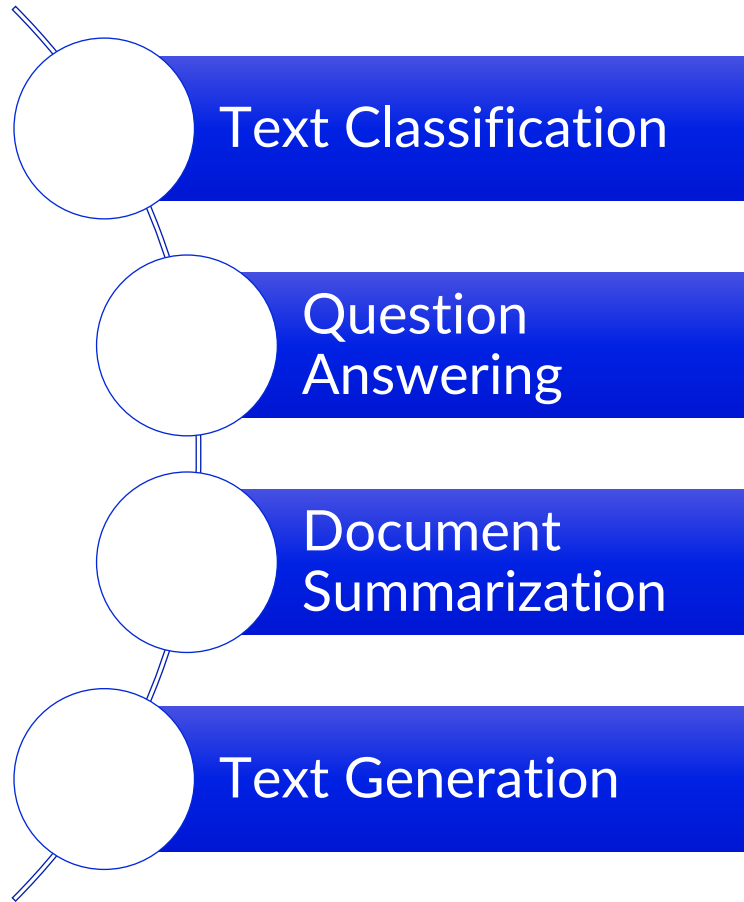 Text Classification
Question
Answering
Document
Summarization
Text Generation